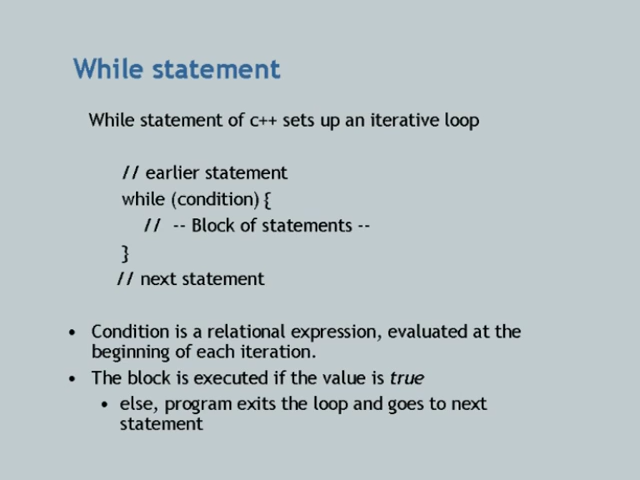 While statement
While statement of c++ sets up an iterative loop
// earlier statement
while (condition) {
// -- Block of statements --
}
// next statement
• Condition is a relational expression, evaluated at the
beginning of each iteration.
• The block is executed if the value is true
• else, program exits the loop and goes to next
statement